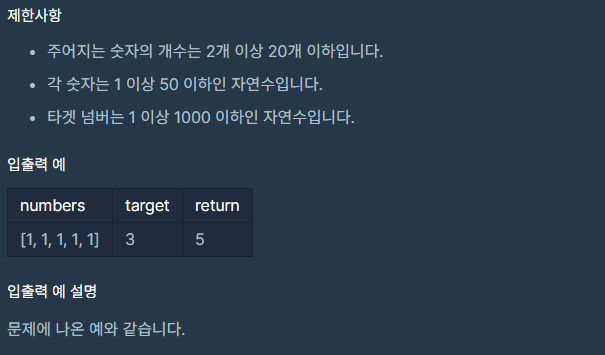 제한사항
• 주어지는 숫자의 개수는 2개 이상 20개 이하입니다.
• 각 숫자는 1 이상 50 이하인 자연수입니다.
• 타겟 넘버는 1 이상 1000 이하인 자연수입니다.
입출력 예
numbers target return
[1, 1, 1, 1, 1] 3 5
입출력 예 설명
문제에 나온 예와 같습니다.